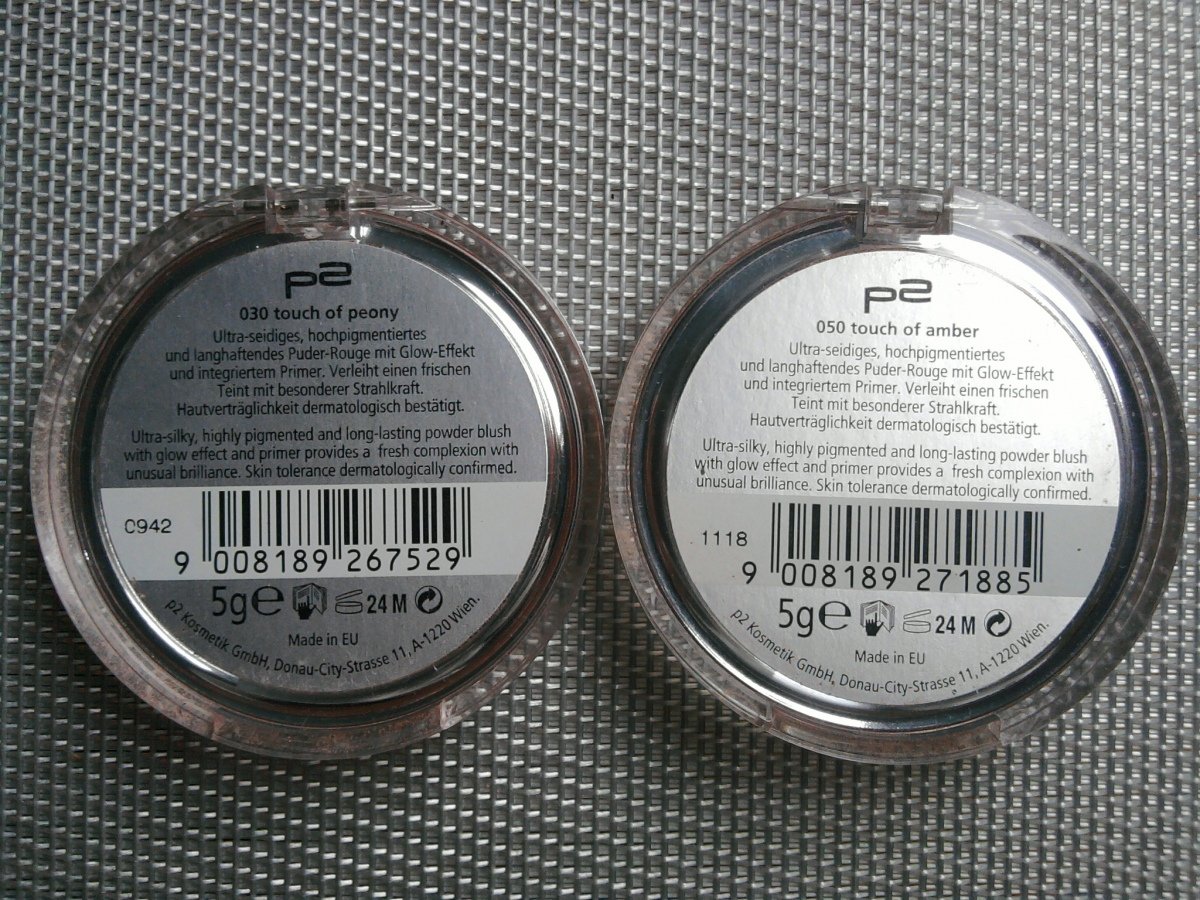 p2
030 touch of peony
Ultra-seidiges, hochpigmentiertes
und langhaftendes Puder-Rouge mit Glow-Effekt
und integriertem Primer. Verleiht einen frischen
Teint mit besonderer Strahlkraft.
Hautverträglichkeit dermatologisch bestätigt.
Ultra-silky, highly pigmented and long-lasting powder blush
with glow effect and primer provides a fresh complexion with
unusual brilliance. Skin tolerance dermatologically confirmed.
0942
9 008189 267529
5g e 24 M
Made in EU
p2 Kosmetik GmbH, Donau-City-Strasse 11, A-1220 Wien.
p2
050 touch of amber
Ultra-seidiges, hochpigmentiertes
und langhaftendes Puder-Rouge mit Glow-Effekt
und integriertem Primer. Verleiht einen frischen
Teint mit besonderer Strahlkraft.
Hautverträglichkeit dermatologisch bestätigt.
Ultra-silky, highly pigmented and long-lasting powder blush
with glow effect and primer provides a fresh complexion with
unusual brilliance. Skin tolerance dermatologically confirmed.
1118
9 008189 271885
5g e 24 M
Made in EU
p2 Kosmetik GmbH, Donau-City-Strasse 11, A-1220 Wien.